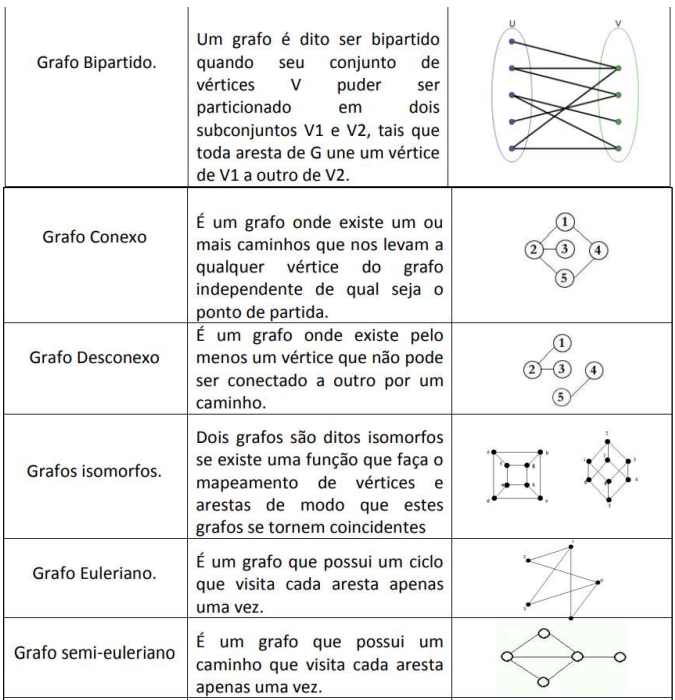 U
V
Grafo Bipartido.
Um grafo é dito ser bipartido
quando seu conjunto de
vértices V puder ser
particionado em dois
subconjuntos V1 e V2, tais que
toda aresta de G une um vértice
de V1 a outro de V2.
Grafo Conexo
É um grafo onde existe um ou
mais caminhos que nos levam a
qualquer vértice do grafo
independente de qual seja o
ponto de partida.
1
2 3 4
5
Grafo Desconexo
É um grafo onde existe pelo
menos um vértice que não pode
ser conectado a outro por um
caminho.
1
2 3 4
5
Grafos isomorfos.
Dois grafos são ditos isomorfos
se existe uma função que faça o
mapeamento de vértices e
arestas de modo que estes
grafos se tornem coincidentes
Grafo Euleriano.
É um grafo que possui um ciclo
que visita cada aresta apenas
uma vez.
Grafo semi-euleriano
É um grafo que possui um
caminho que visita cada aresta
apenas uma vez.